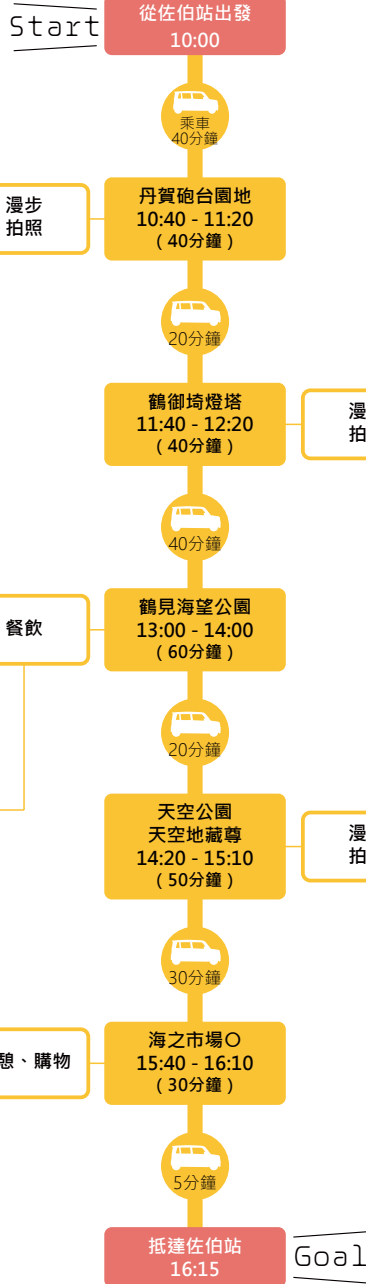 Start
從佐伯站出發
10:00
乘車
40分鐘
漫步
拍照
丹賀砲台園地
10:40 - 11:20
（40分鐘）
20分鐘
鶴御埼燈塔
11:40 - 12:20
（40分鐘）
漫
拍
40分鐘
餐飲
鶴見海望公園
13:00 - 14:00
（60分鐘）
20分鐘
天空公園
天空地藏尊
14:20 - 15:10
（50分鐘）
漫
拍
30分鐘
憩、購物
海之市場〇
15:40 - 16:10
（30分鐘）
5分鐘
抵達佐伯站
16:15
Goal